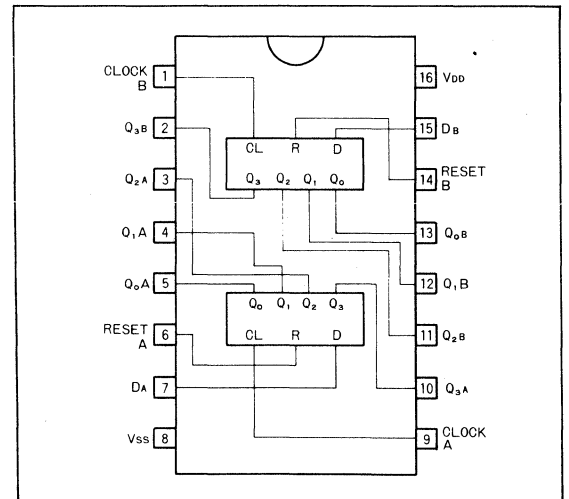 CLOCK B 1
Q₃B 2
Q₂A 3
Q₁A 4
Q₀A 5
RESET A 6
DA 7
VSS 8
16 VDD
15 DB
14 RESET B
13 Q₀B
12 Q₁B
11 Q₂B
10 Q₃A
9 CLOCK A
CL R D
Q₃ Q₂ Q₁ Q₀
Q₀ Q₁ Q₂ Q₃
CL R D